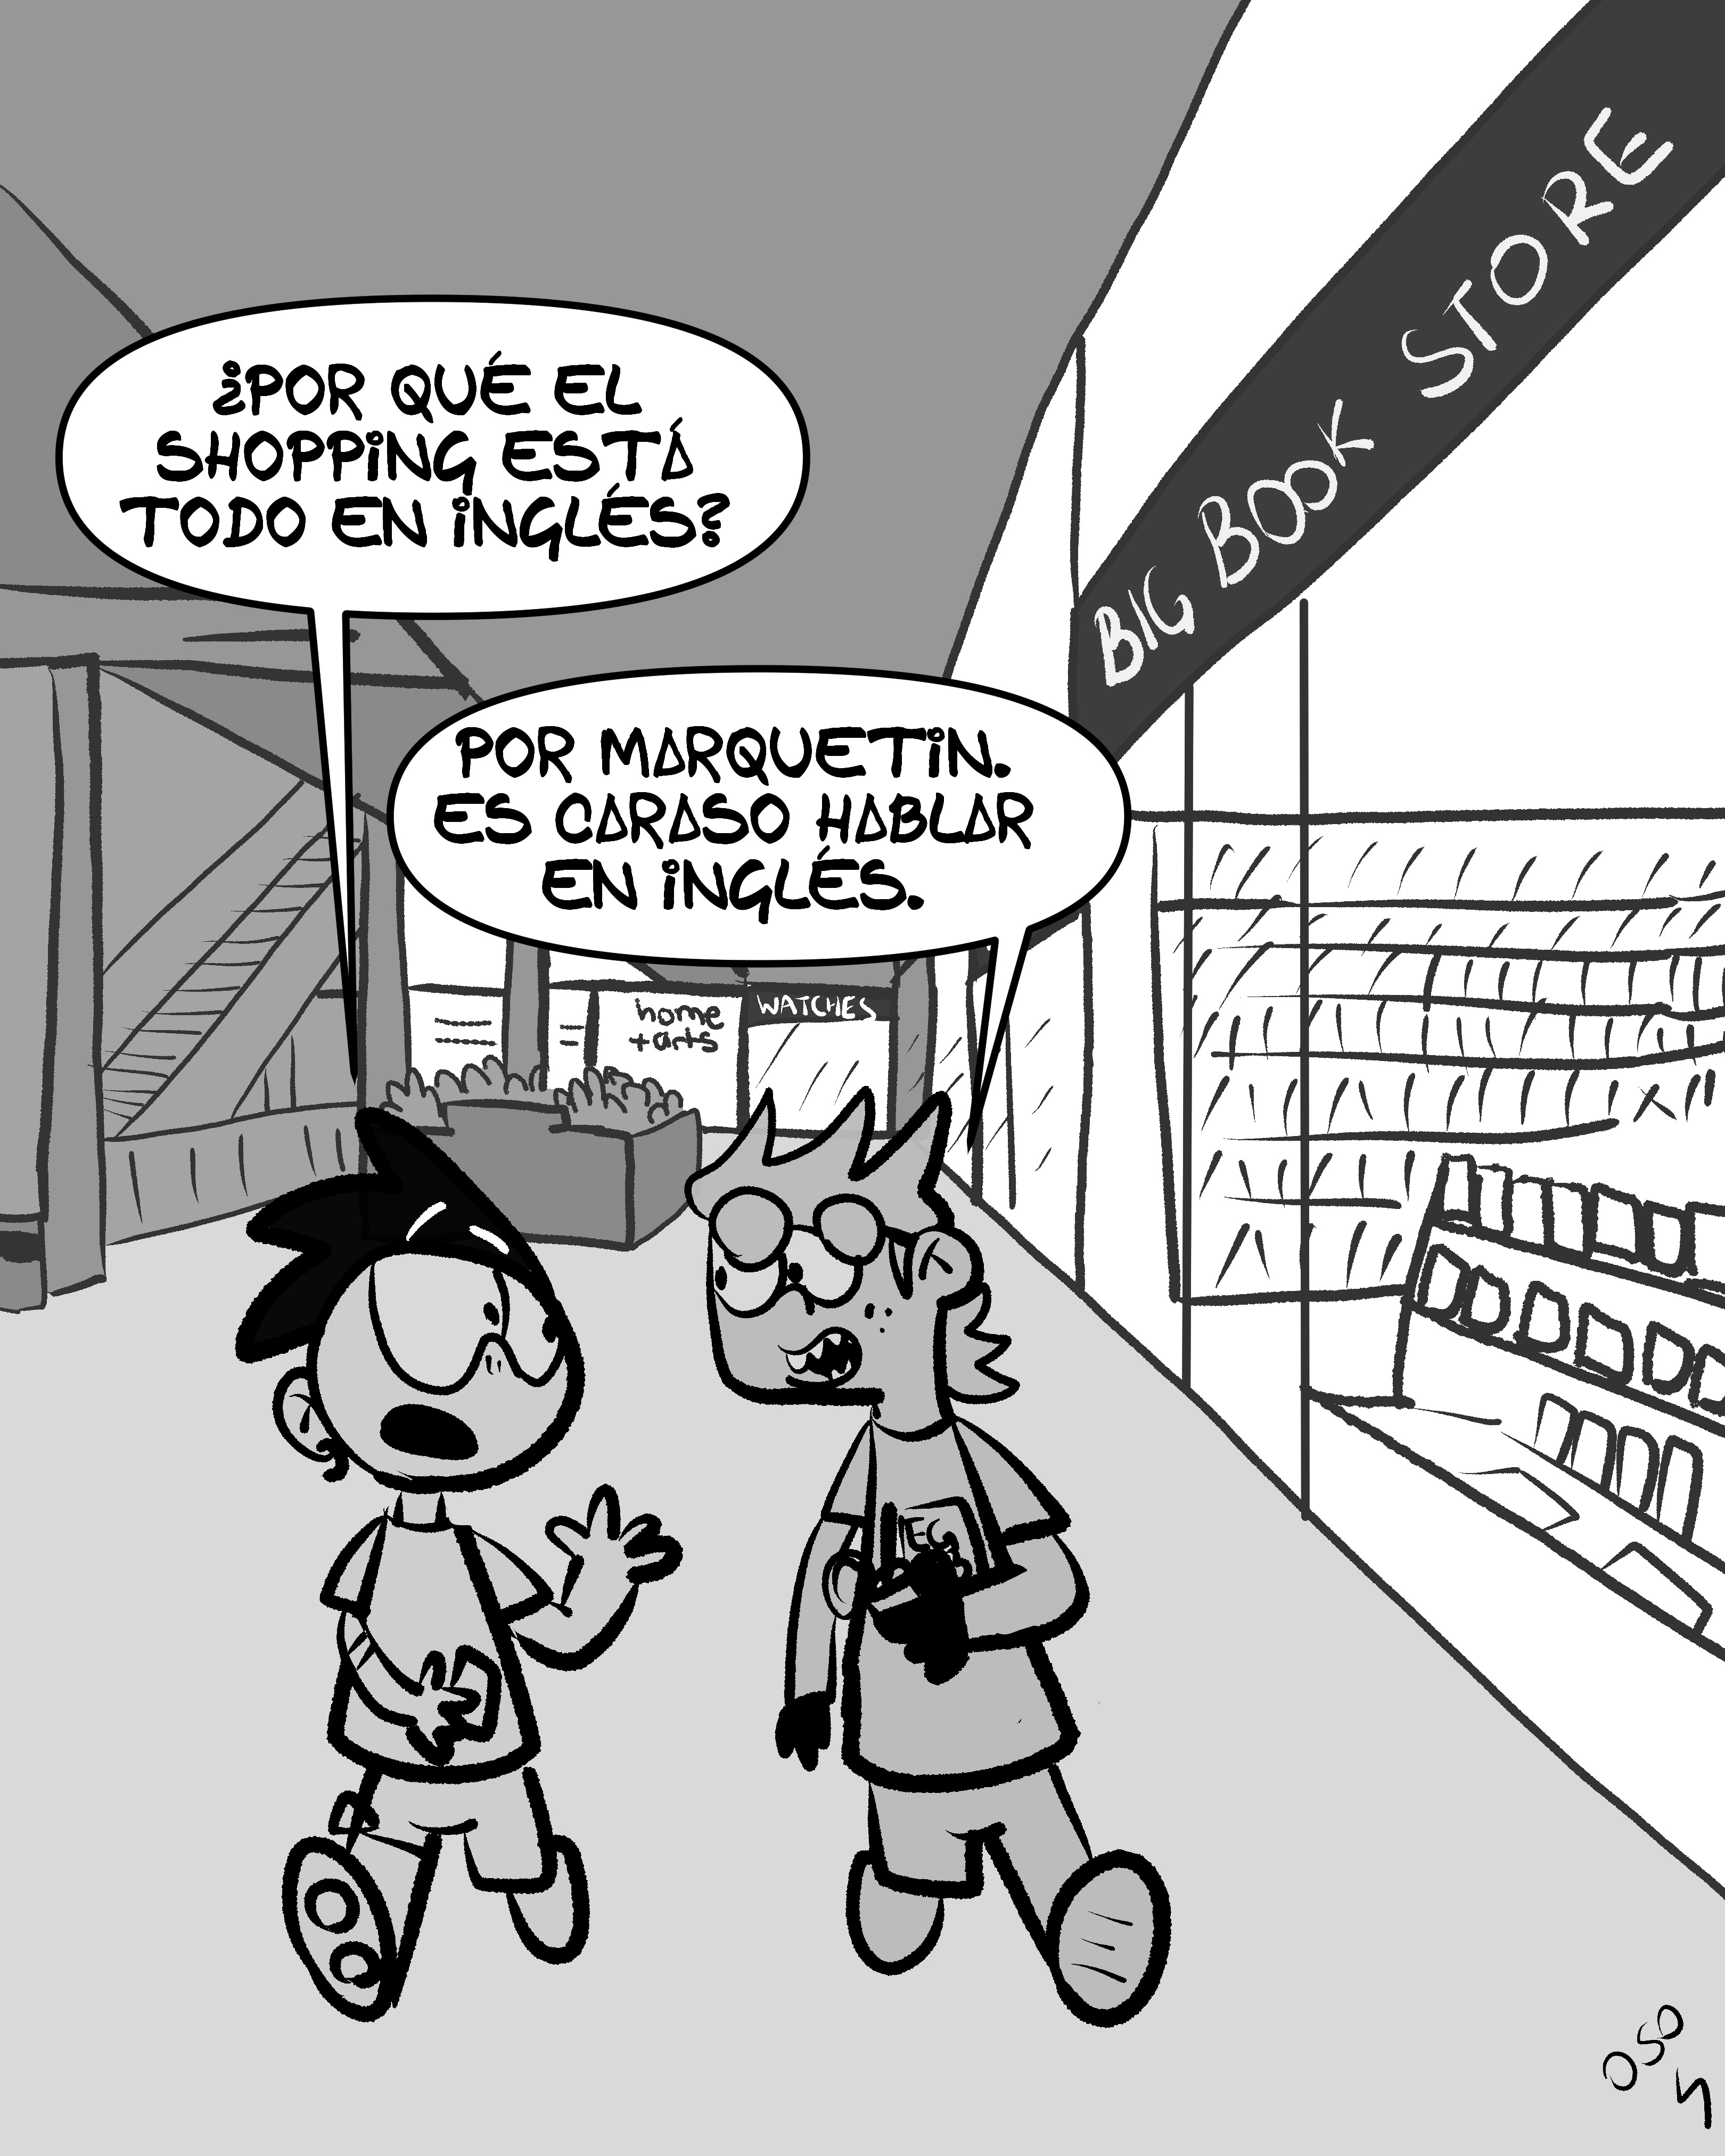 BIG BOOK STORE
¿POR QUÉ EL
SHOPPING ESTÁ
TODO EN INGLÉS?
POR MARQUETIN.
ES CARASO HABLAR
EN INGLÉS.
home
+arts
WATCHES
OSO